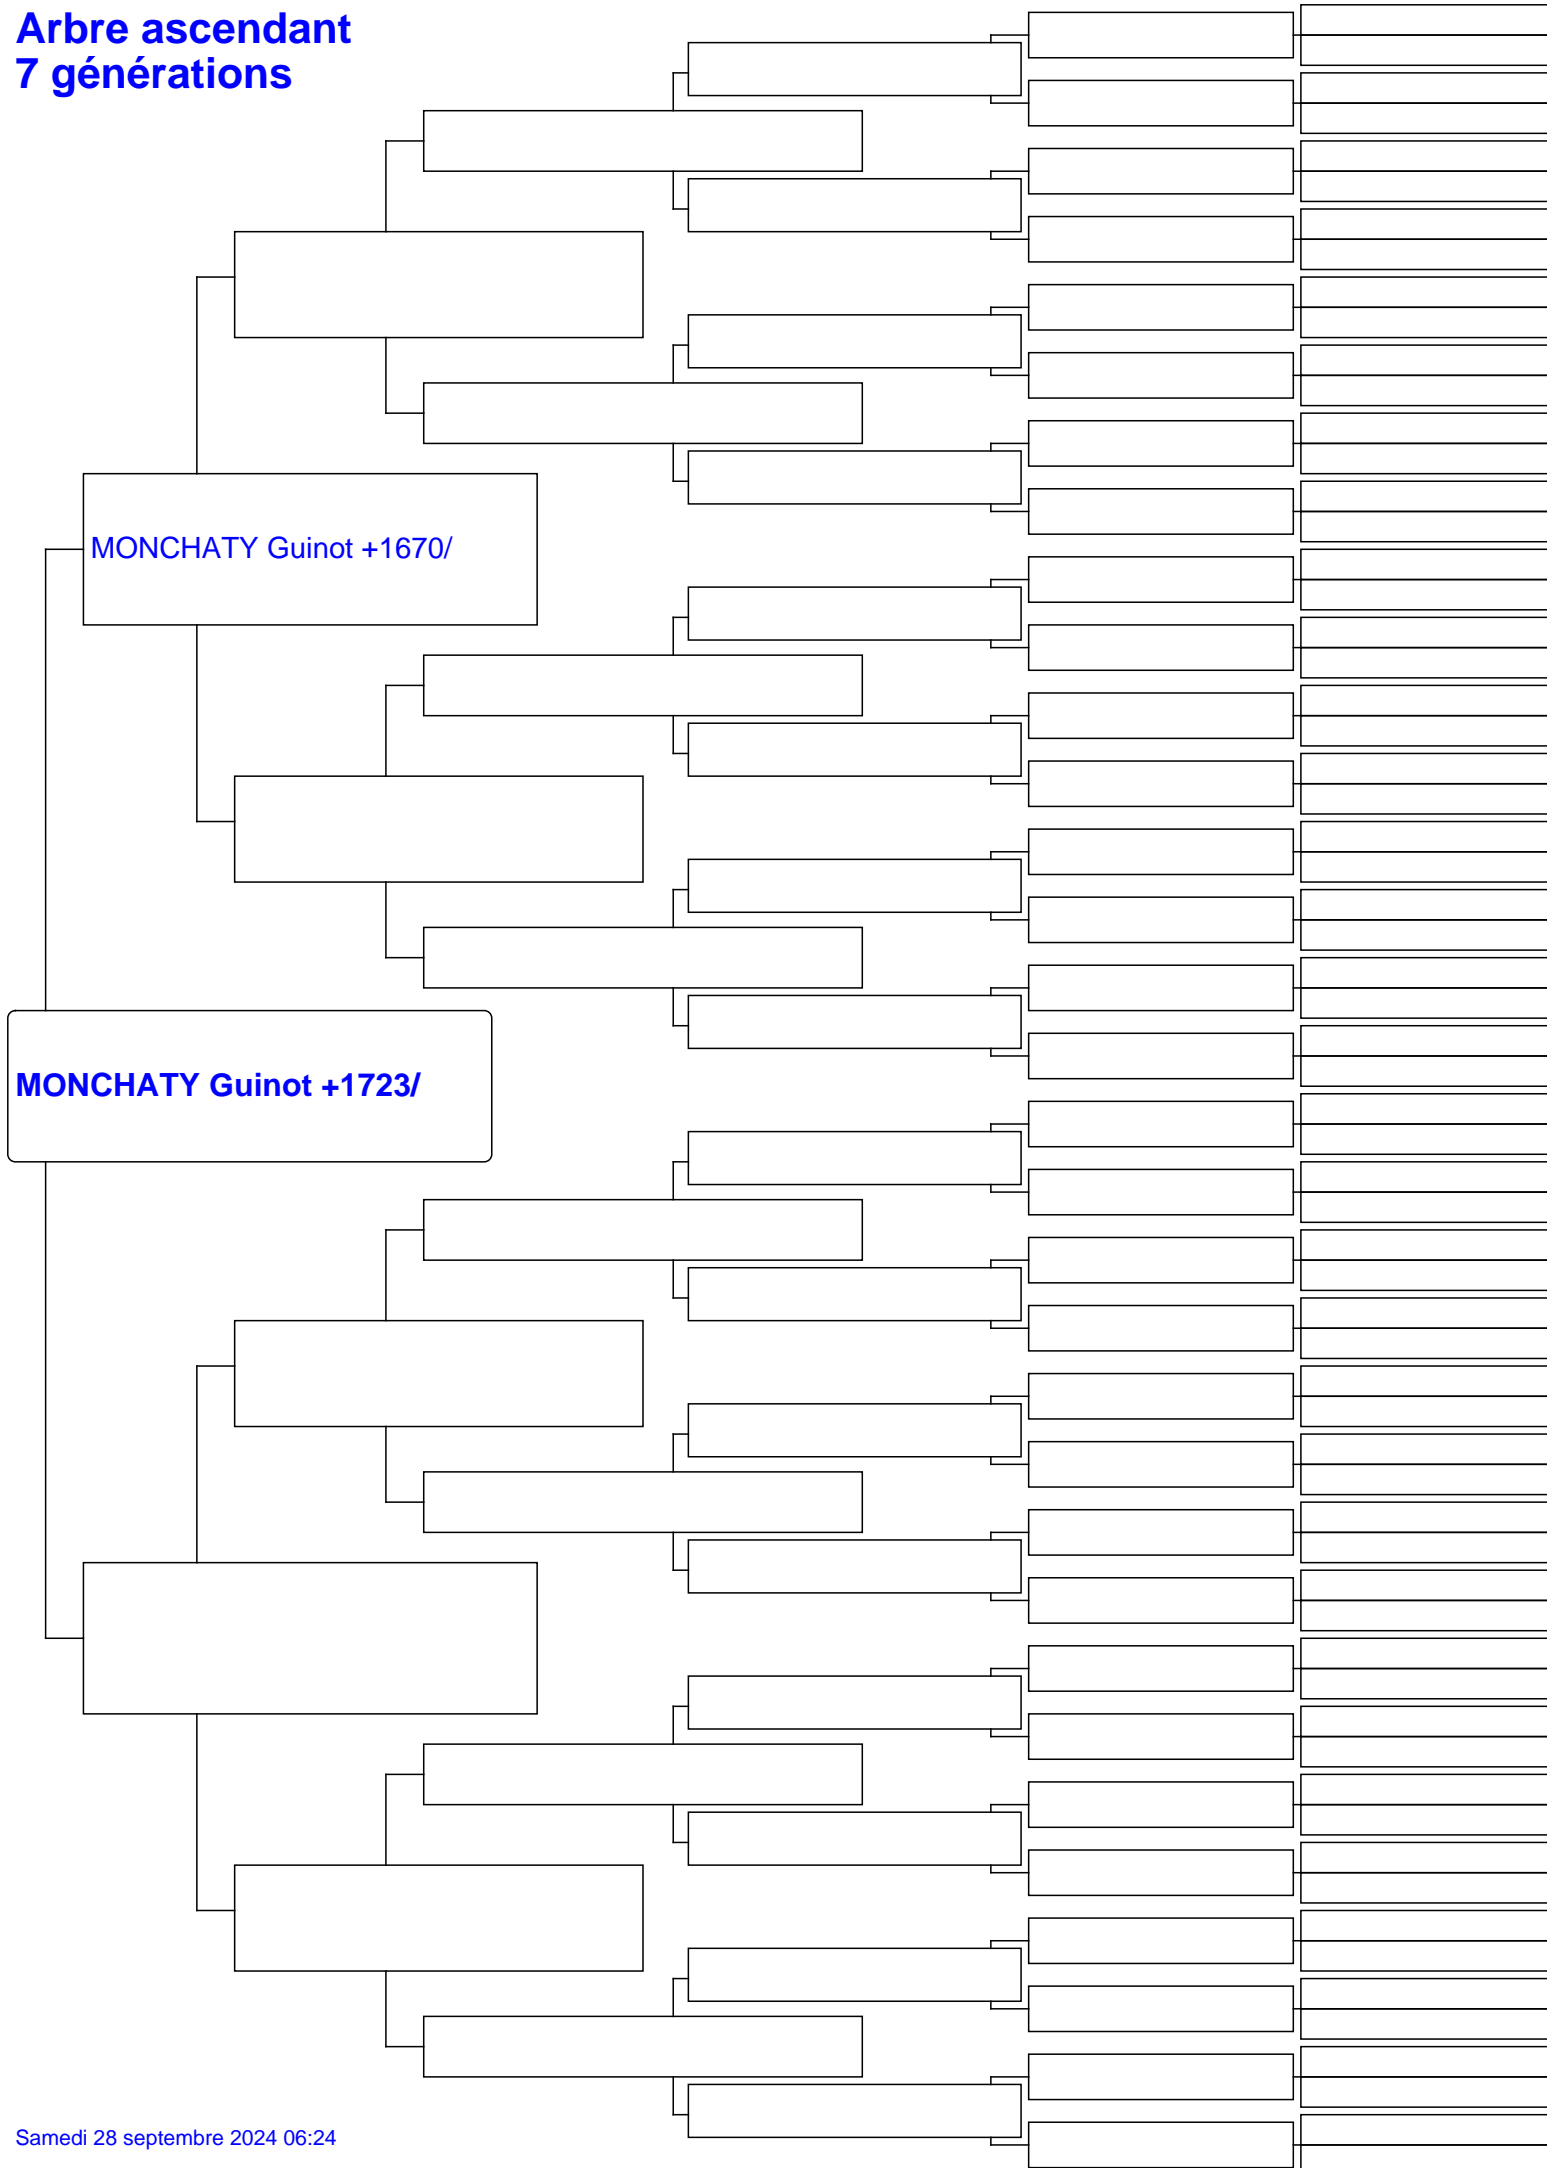 Arbre ascendant
7 générations
MONCHATY Guinot +1670/
MONCHATY Guinot +1723/
Samedi 28 septembre 2024 06:24